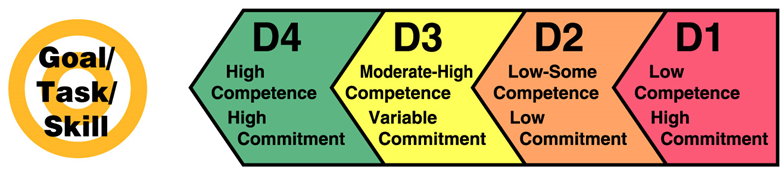 Goal/
Task/
Skill
D4
High
Competence
High
Commitment
D3
Moderate-High
Competence
Variable
Commitment
D2
Low-Some
Competence
Low
Commitment
D1
Low
Competence
High
Commitment